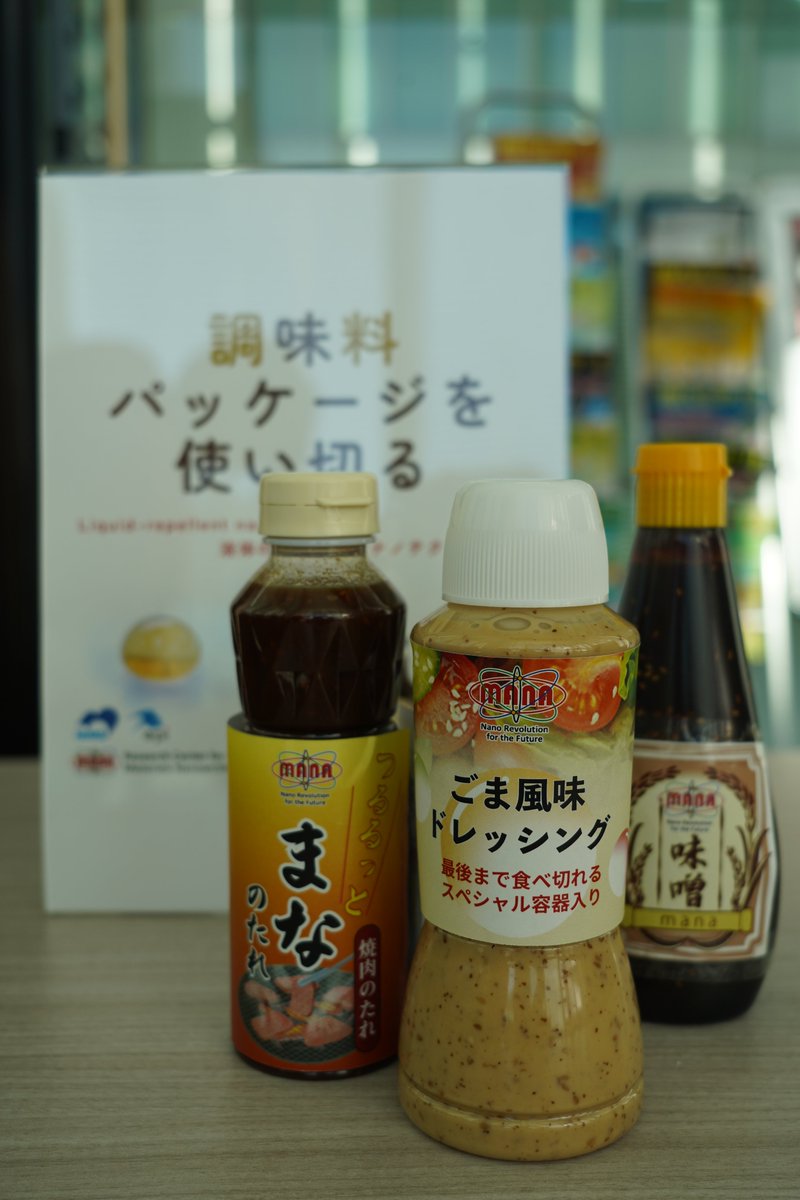 調味料
パッケージを
使い切る
Liquid-repellent
MANA
Nano Revolution
for the Future
つるるっと
まな
のたれ
焼肉のたれ
MANA
Nano Revolution
for the Future
ごま風味
ドレッシング
最後まで食べ切れる
スペシャル容器入り
MANA
Nano Revolution
for the Future
味噌
mana